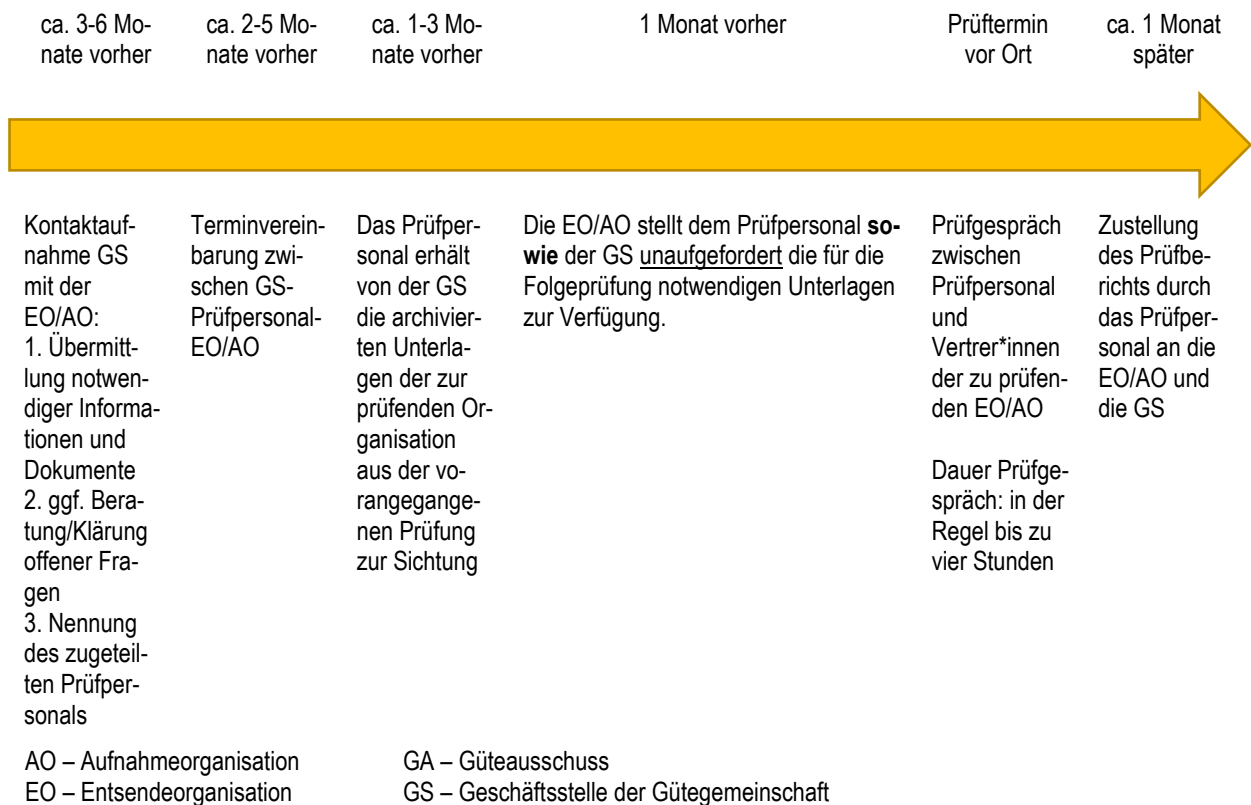 ca. 3-6 Mo-
nate vorher
ca. 2-5 Mo-
nate vorher
ca. 1-3 Mo-
nate vorher
1 Monat vorher
Prüftermin
vor Ort
ca. 1 Monat
später
Kontaktauf-
nahme GS
mit der
EO/AO:
1. Übermitt-
lung notwen-
diger Informa-
tionen und
Dokumente
2. ggf. Bera-
tung/Klärung
offener Fra-
gen
3. Nennung
des zugeteil-
ten Prüfper-
sonals
Terminverein-
barung zwi-
schen GS-
Prüfpersonal-
EO/AO
Das Prüfper-
sonal erhält
von der GS
die archivier-
ten Unterla-
gen der zur
prüfenden Or-
ganisation
aus der vo-
rangegange-
nen Prüfung
zur Sichtung
Die EO/AO stellt dem Prüfpersonal so-
wie der GS unaufgefordert die für die
Folgeprüfung notwendigen Unterlagen
zur Verfügung.
Prüfgespräch
zwischen
Prüfpersonal
und
Vertrer*innen
der zu prüfen-
den EO/AO
Dauer Prüfge-
spräch: in der
Regel bis zu
vier Stunden
Zustellung
des Prüfbe-
richts durch
das Prüfper-
sonal an die
EO/AO und
die GS
AO – Aufnahmeorganisation
GA – Güteausschuss
EO – Entsendeorganisation
GS – Geschäftsstelle der Gütegemeinschaft